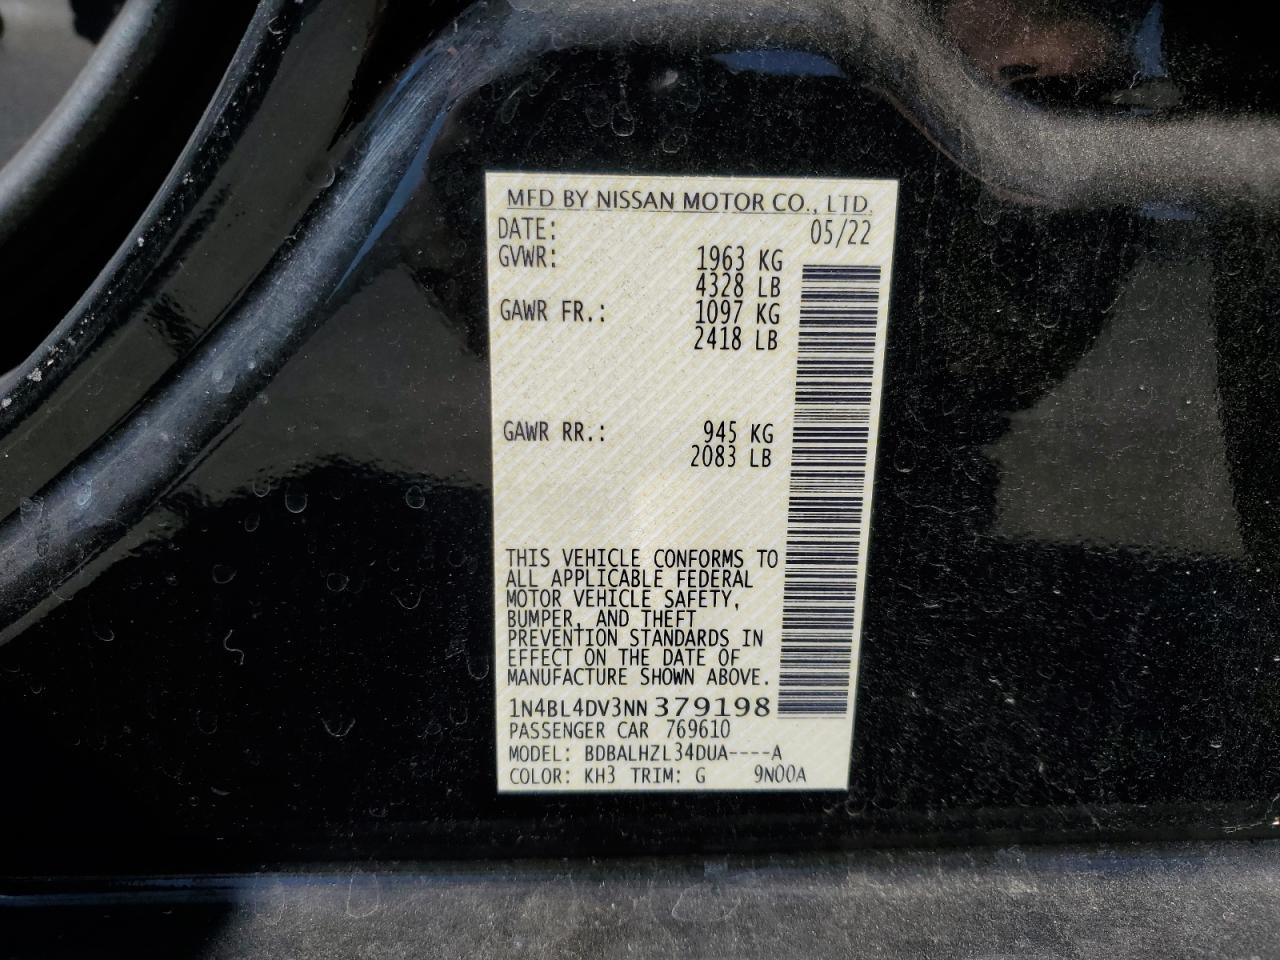 MFD BY NISSAN MOTOR CO., LTD.
DATE: 05/22
GVWR: 1963 KG
4328 LB
GAWR FR.: 1097 KG
2418 LB
GAWR RR.: 945 KG
2083 LB
THIS VEHICLE CONFORMS TO
ALL APPLICABLE FEDERAL
MOTOR VEHICLE SAFETY,
BUMPER, AND THEFT
PREVENTION STANDARDS IN
EFFECT ON THE DATE OF
MANUFACTURE SHOWN ABOVE.
1N4BL4DV3NN379198
PASSENGER CAR 769610
MODEL: BDBALHZL34DUA----A
COLOR: KH3 TRIM: G 9N00A